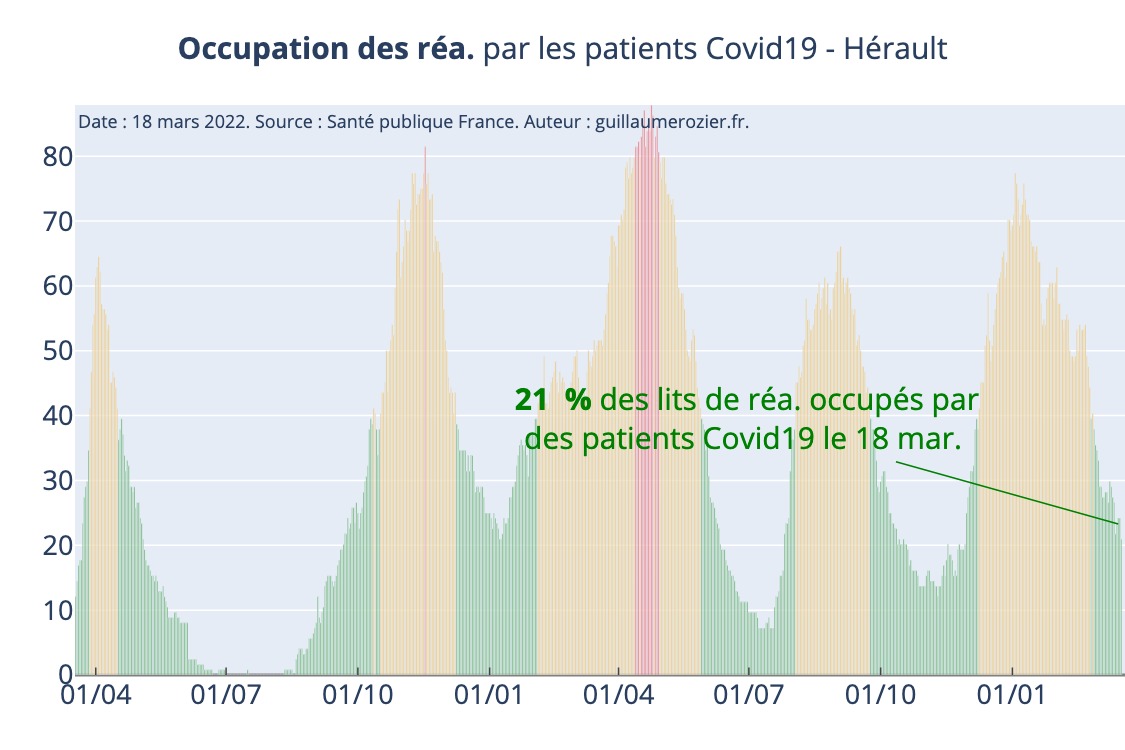 Occupation des réa. par les patients Covid19 - Hérault
Date : 18 mars 2022. Source : Santé publique France. Auteur : guillaumerozier.fr.
80
70
60
50
40
30
20
10
0
21 % des lits de réa. occupés par
des patients Covid19 le 18 mar.
01/04 01/07 01/10 01/01 01/04 01/07 01/10 01/01